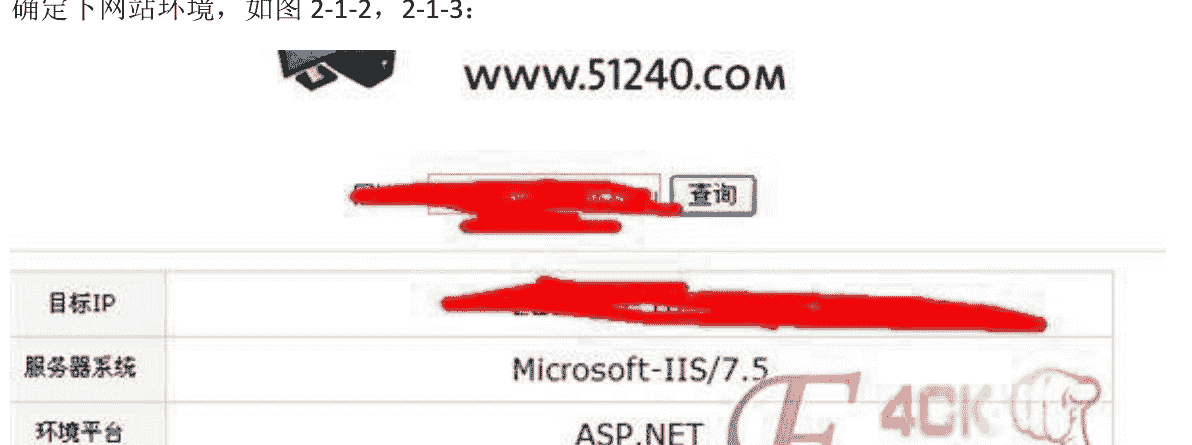 确定下网站环境，如图 2-1-2，2-1-3：
www.51240.com
查询
目标IP
服务器系统 Microsoft-IIS/7.5
环境平台 ASP.NET
F4CK